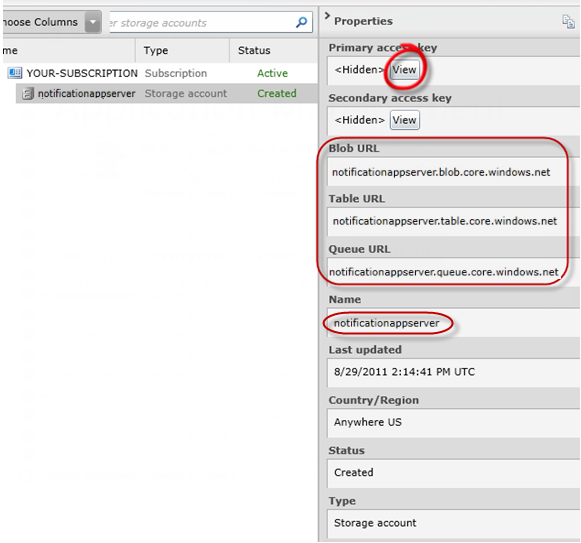 hoose Columns
er storage accounts
me Type Status
YOUR-SUBSCRIPTION Subscription Active
notificationappserver Storage account Created
Properties
Primary access key
<Hidden> View
Secondary access key
<Hidden> View
Blob URL
notificationappserver.blob.core.windows.net
Table URL
notificationappserver.table.core.windows.net
Queue URL
notificationappserver.queue.core.windows.net
Name
notificationappserver
Last updated
8/29/2011 2:14:41 PM UTC
Country/Region
Anywhere US
Status
Created
Type
Storage account